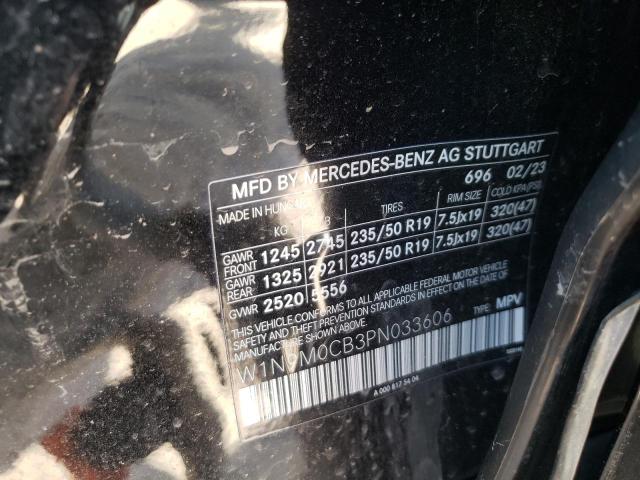 MFD BY MERCEDES-BENZ AG STUTTGART
696 02/23
MADE IN HUNGARY
KG LB TIRES RIM SIZE COLD KPA(PSI)
GAWR FRONT 1245 2745 235/50 R19 7.5Jx19 320(47)
GAWR REAR 1325 2921 235/50 R19 7.5Jx19 320(47)
GVWR 2520 5556
THIS VEHICLE CONFORMS TO ALL APPLICABLE FEDERAL MOTOR VEHICLE
SAFETY AND THEFT PREVENTION STANDARDS IN EFFECT ON THE DATE OF
MANUFACTURE SHOWN ABOVE.
W1N9M0CB3PN033606 TYPE: MPV
A 000 817 54 04